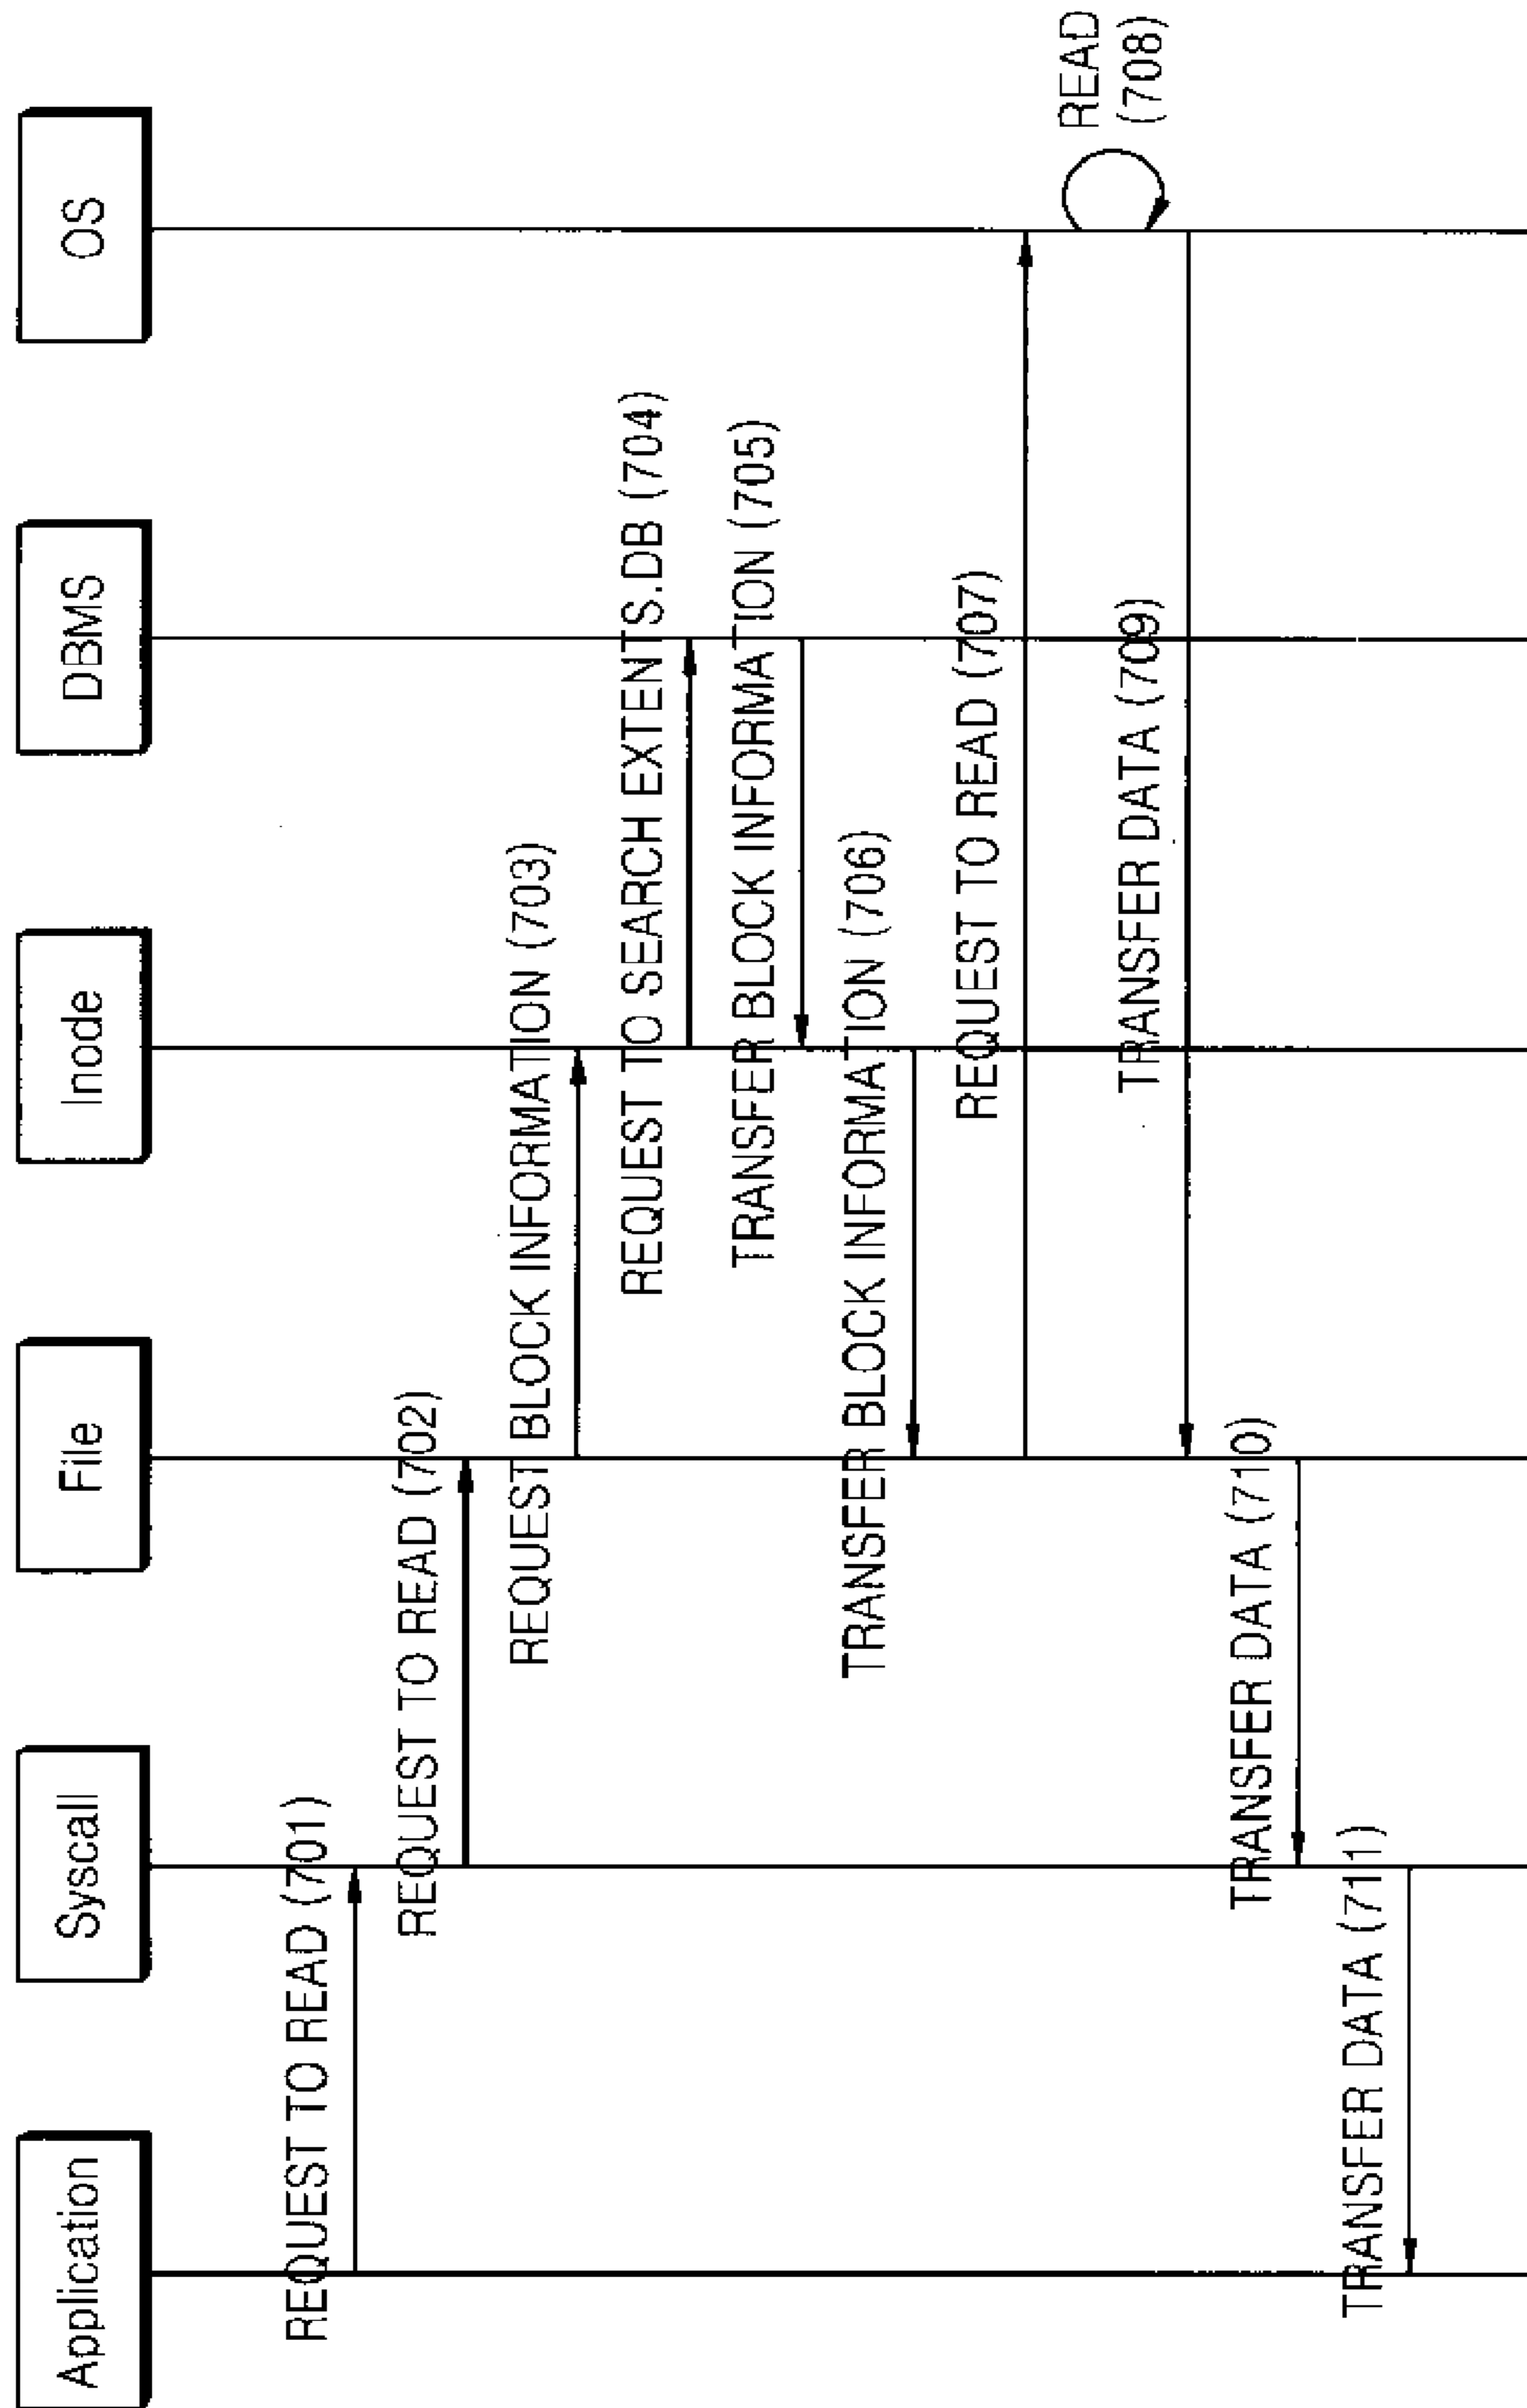 Application
Syscall
File
Inode
DBMS
OS
REQUEST TO READ (701)
REQUEST TO READ (702)
REQUEST BLOCK INFORMATION (703)
REQUEST TO SEARCH EXTENTS.DB (704)
TRANSFER BLOCK INFORMATION (705)
TRANSFER BLOCK INFORMATION (706)
REQUEST TO READ (707)
READ
(708)
TRANSFER DATA (709)
TRANSFER DATA (710)
TRANSFER DATA (711)